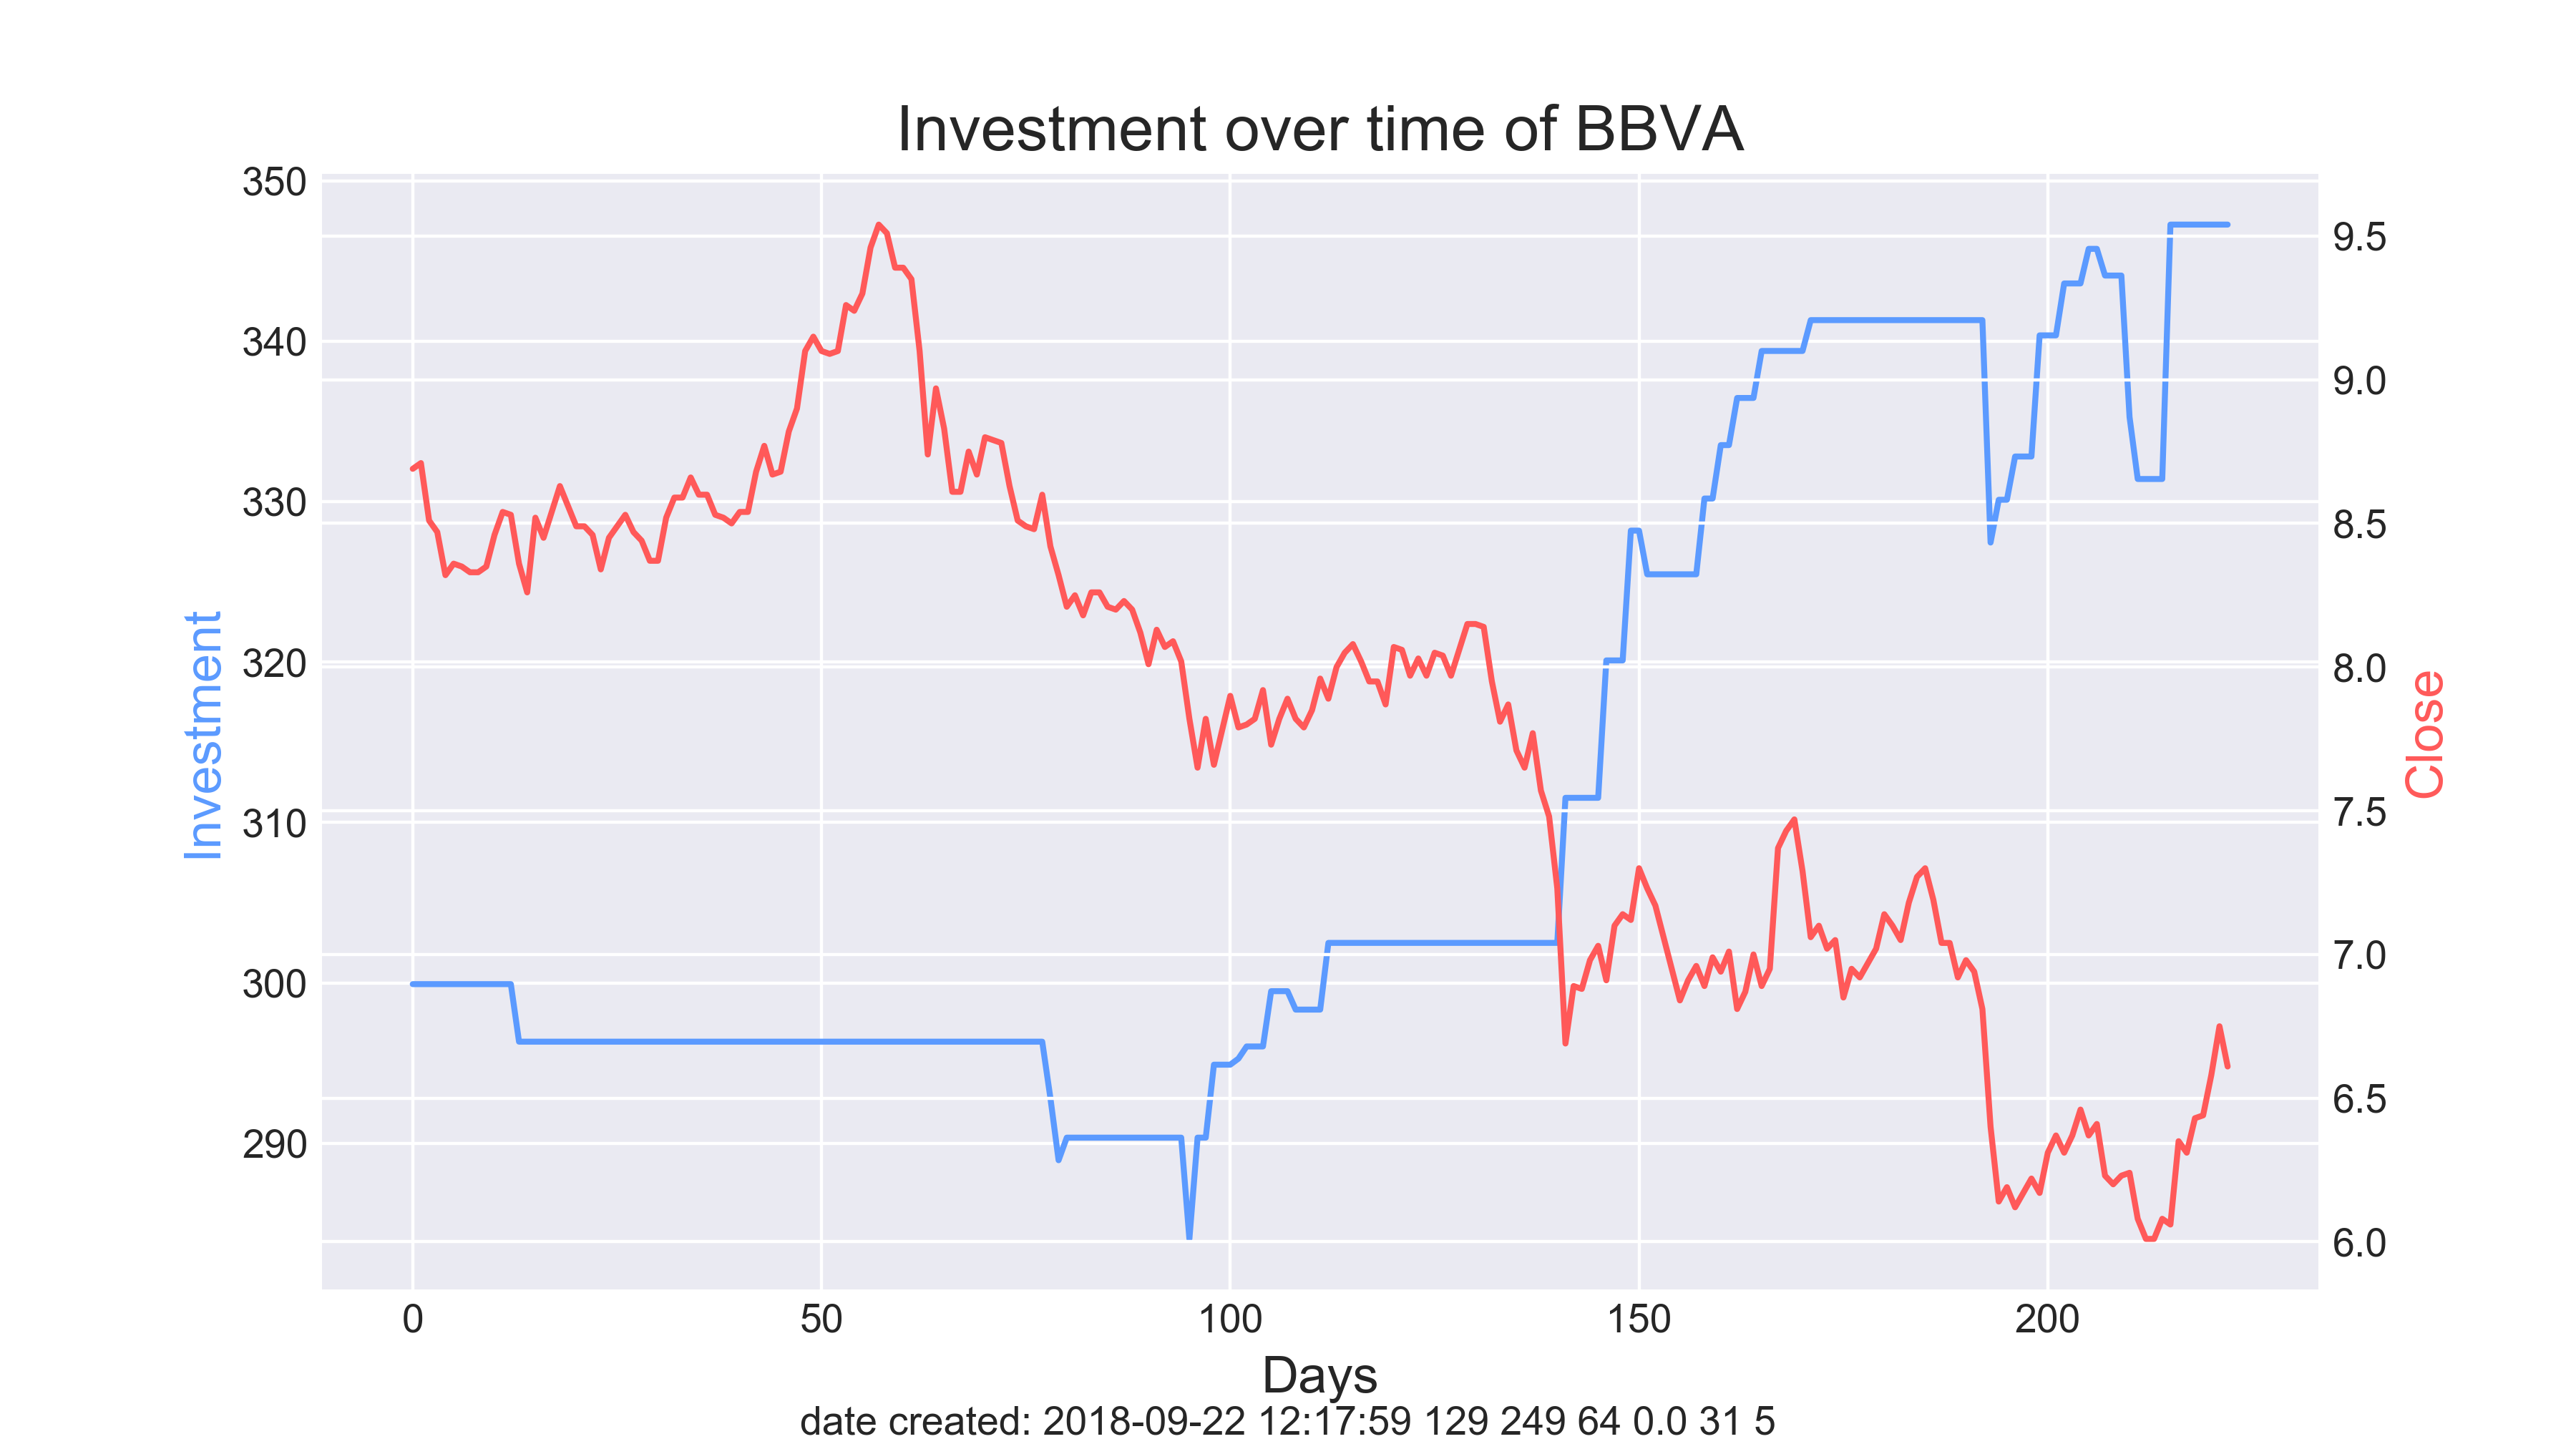 Investment over time of BBVA
350
340
330
320
310
300
290
Investment
9.5
9.0
8.5
8.0
7.5
7.0
6.5
6.0
Close
0 50 100 150 200
Days
date created: 2018-09-22 12:17:59 129 249 64 0.0 31 5